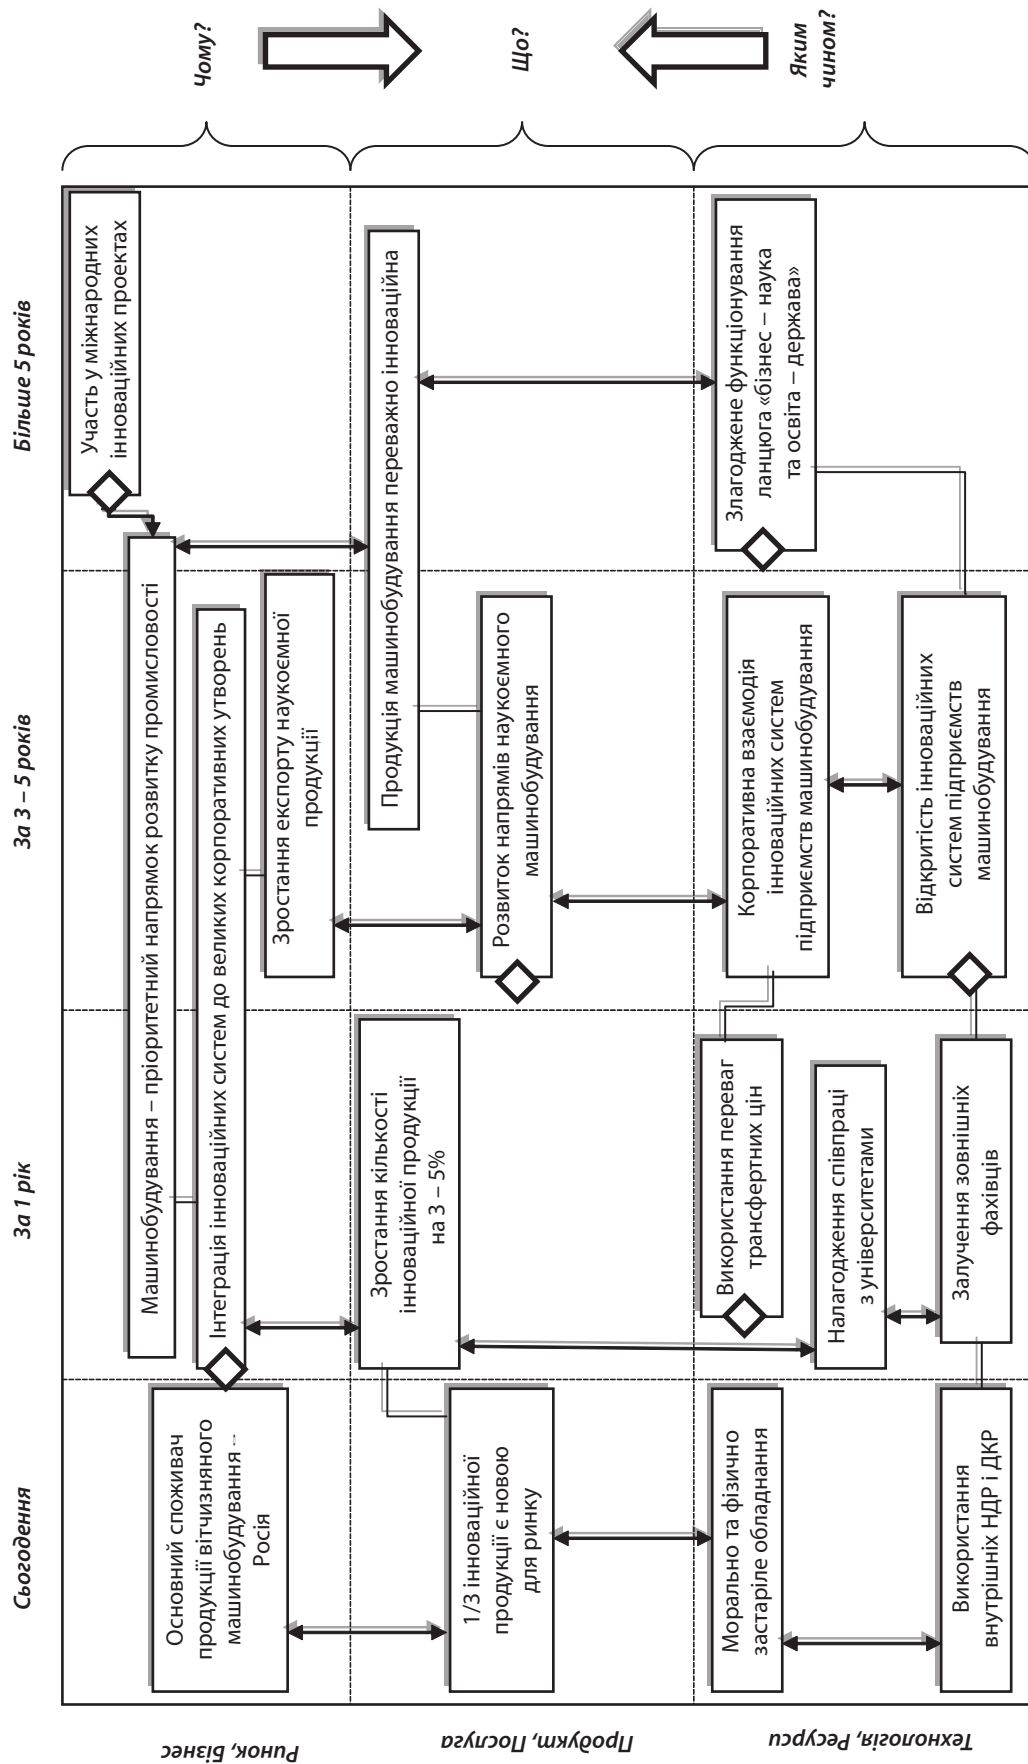 Сьогодення
За 1 рік
За 3 – 5 років
Більше 5 років
Ринок, Бізнес
Основний споживач
продукції вітчизняного
машинобудування –
Росія
Машинобудування – пріоритетний напрямок розвитку промисловості
Інтеграція інноваційних систем до великих корпоративних утворень
Зростання експорту наукоємної
продукції
Участь у міжнародних
інноваційних проектах
Чому?
Продукт, Послуга
1/3 інноваційної
продукції є новою
для ринку
Зростання кількості
інноваційної продукції
на 3 – 5%
Продукція машинобудування переважно інноваційна
Розвиток напрямів наукоємного
машинобудування
Що?
Технологія, Ресурси
Морально та фізично
застаріле обладнання
Використання
внутрішніх НДР і ДКР
Використання переваг
трансфертних цін
Налагодження співпраці
з університетами
Залучення зовнішніх
фахівців
Корпоративна взаємодія
інноваційних систем
підприємств машинобудування
Відкритість інноваційних
систем підприємств
машинобудування
Злагоджене функціонування
ланцюга «бізнес – наука
та освіта – держава»
Яким
чином?